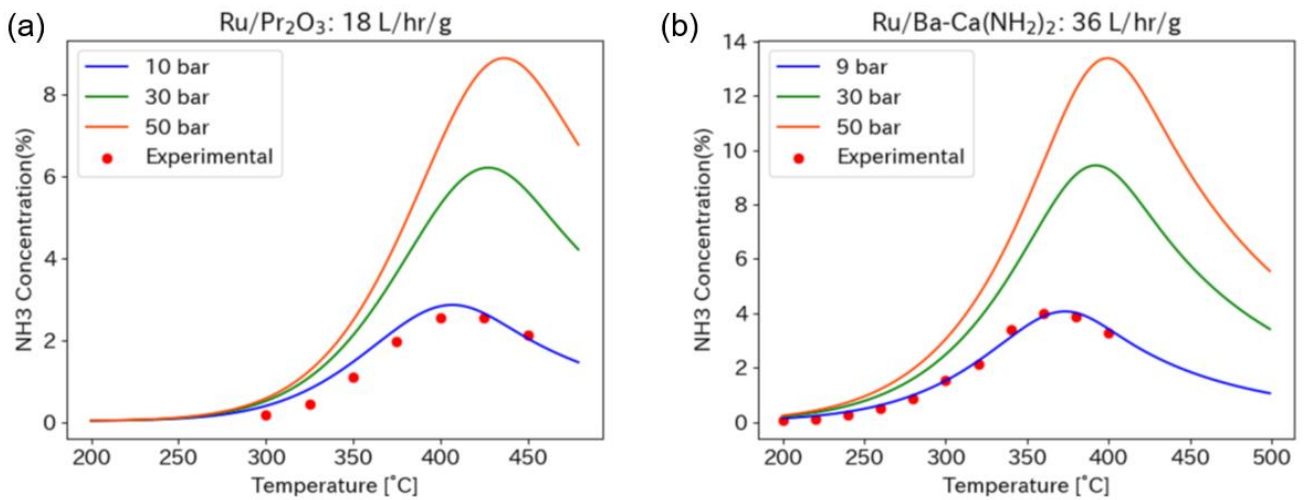 (a)
Ru/Pr₂O₃: 18 L/hr/g
10 bar
30 bar
50 bar
Experimental
NH3 Concentration(%)
8
6
4
2
0
200 250 300 350 400 450
Temperature [˚C]
(b)
Ru/Ba-Ca(NH₂)₂: 36 L/hr/g
9 bar
30 bar
50 bar
Experimental
NH3 Concentration(%)
14
12
10
8
6
4
2
0
200 250 300 350 400 450 500
Temperature [˚C]